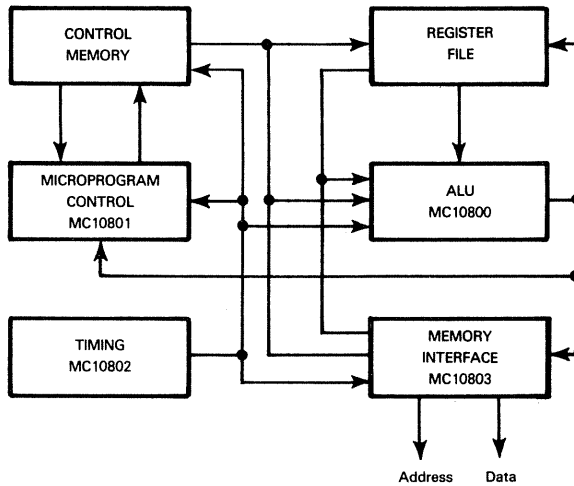 CONTROL
MEMORY
REGISTER
FILE
MICROPROGRAM
CONTROL
MC10801
ALU
MC10800
TIMING
MC10802
MEMORY
INTERFACE
MC10803
Address
Data